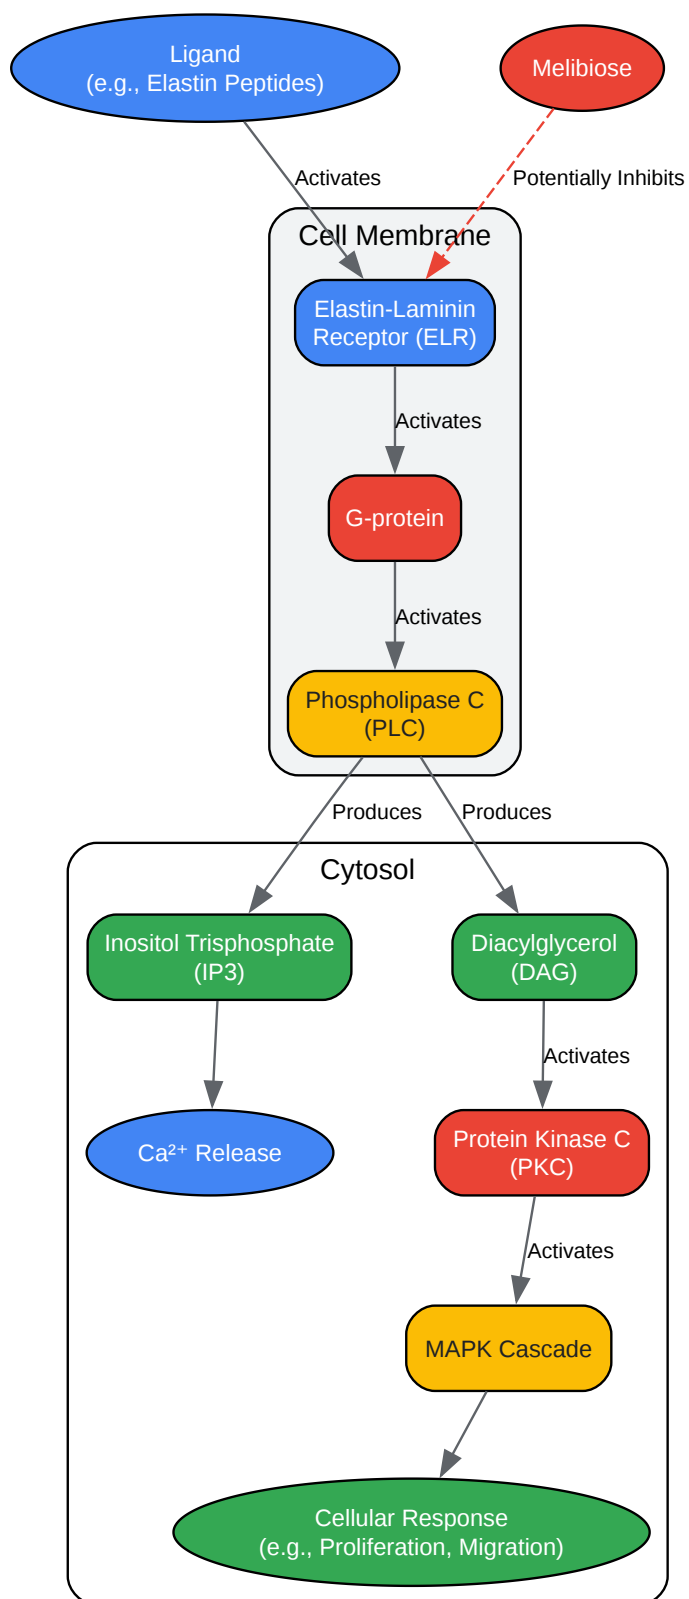 Ligand
(e.g., Elastin Peptides)
Melibiose
Activates
Potentially Inhibits
Cell Membrane
Elastin-Laminin
Receptor (ELR)
Activates
G-protein
Activates
Phospholipase C
(PLC)
Produces
Produces
Cytosol
Inositol Trisphosphate
(IP3)
Diacylglycerol
(DAG)
Activates
Ca²⁺ Release
Protein Kinase C
(PKC)
Activates
MAPK Cascade
Cellular Response
(e.g., Proliferation, Migration)